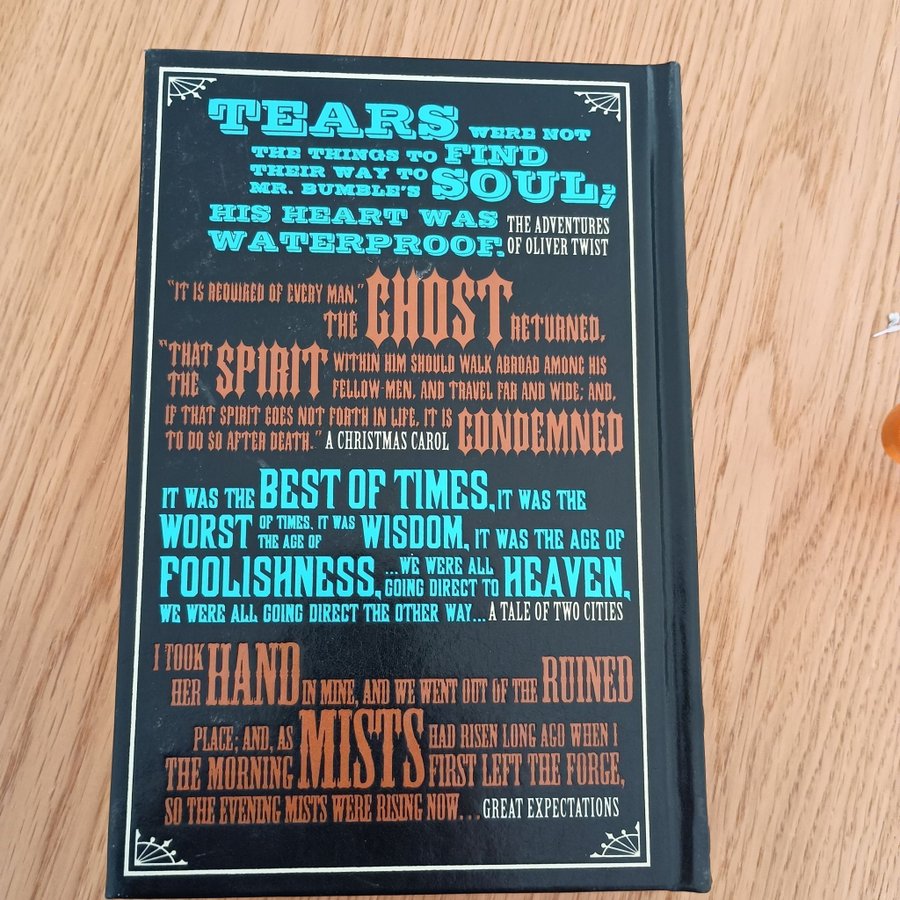 TEARS WERE NOT
THE THINGS TO FIND
THEIR WAY TO
MR. BUMBLE'S SOUL;
HIS HEART WAS
WATERPROOF.
THE ADVENTURES
OF OLIVER TWIST
"IT IS REQUIRED OF EVERY MAN,"
THE GHOST RETURNED,
"THAT
THE SPIRIT WITHIN HIM SHOULD WALK ABROAD AMONG HIS
FELLOW-MEN, AND TRAVEL FAR AND WIDE; AND,
IF THAT SPIRIT GOES NOT FORTH IN LIFE, IT IS CONDEMNED
TO DO SO AFTER DEATH." A CHRISTMAS CAROL
IT WAS THE BEST OF TIMES, IT WAS THE
WORST OF TIMES, IT WAS
THE AGE OF WISDOM, IT WAS THE AGE OF
FOOLISHNESS, ...WE WERE ALL
GOING DIRECT TO HEAVEN,
WE WERE ALL GOING DIRECT THE OTHER WAY... A TALE OF TWO CITIES
I TOOK
HER HAND IN MINE, AND WE WENT OUT OF THE RUINED
PLACE; AND, AS
THE MORNING MISTS HAD RISEN LONG AGO WHEN I
FIRST LEFT THE FORGE,
SO THE EVENING MISTS WERE RISING NOW... GREAT EXPECTATIONS